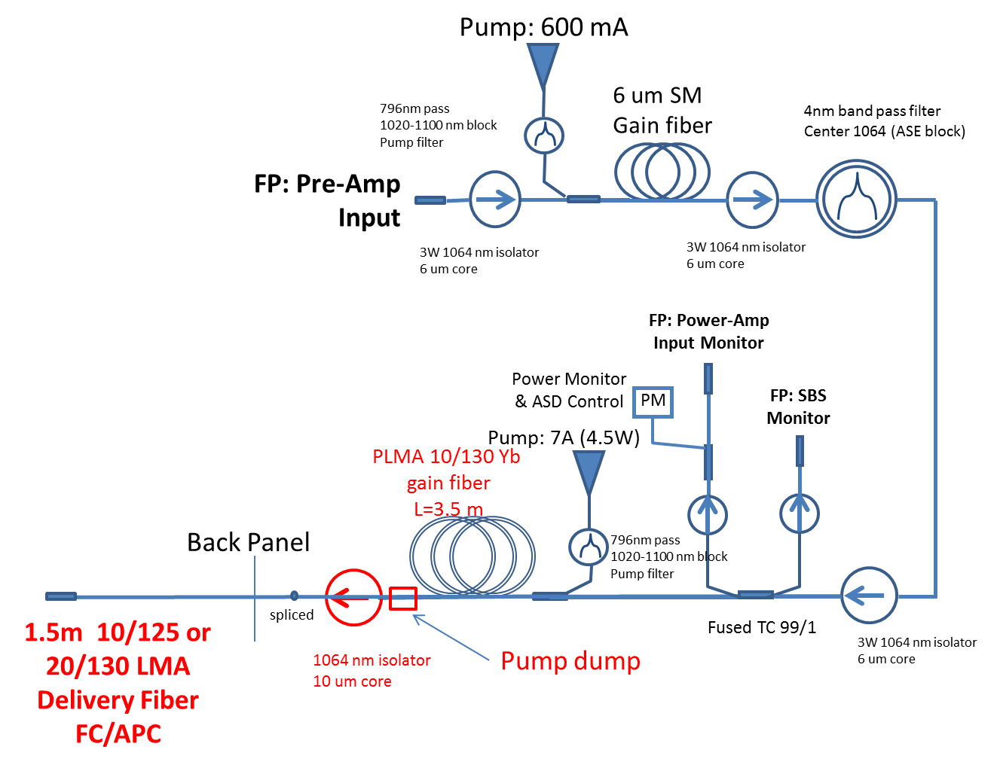 Pump: 600 mA
796nm pass
1020-1100 nm block
Pump filter
6 um SM
Gain fiber
4nm band pass filter
Center 1064 (ASE block)
FP: Pre-Amp
Input
3W 1064 nm isolator
6 um core
3W 1064 nm isolator
6 um core
FP: Power-Amp
Input Monitor
Power Monitor
& ASD Control
PM
FP: SBS
Monitor
Pump: 7A (4.5W)
PLMA 10/130 Yb
gain fiber
L=3.5 m
Back Panel
796nm pass
1020-1100 nm block
Pump filter
spliced
Fused TC 99/1
3W 1064 nm isolator
6 um core
1064 nm isolator
10 um core
Pump dump
1.5m 10/125 or
20/130 LMA
Delivery Fiber
FC/APC